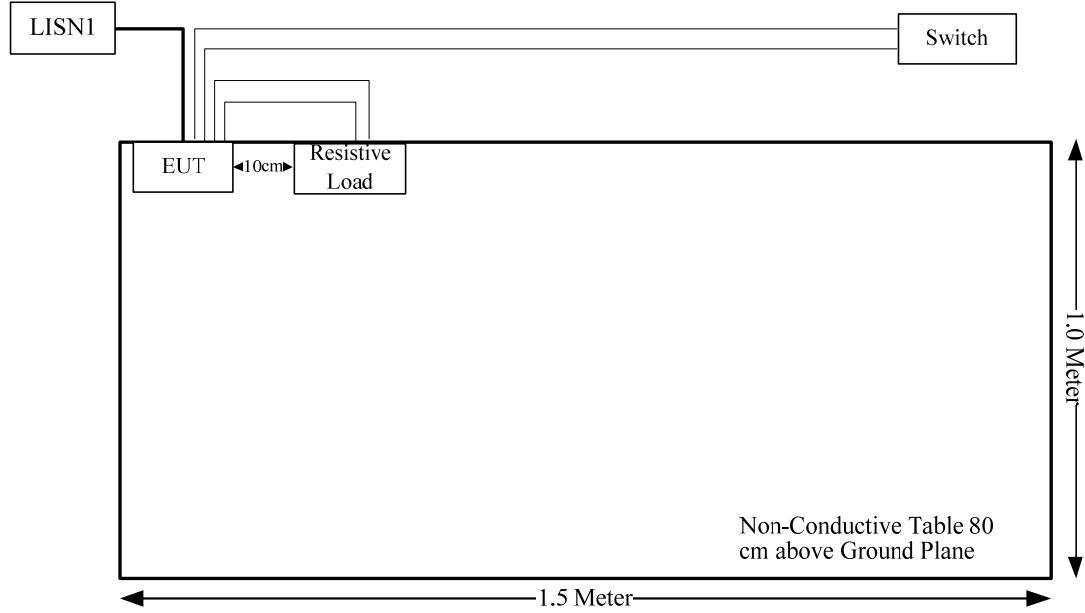 LISN1
Switch
EUT
10cm
Resistive
Load
1.0 Meter
Non-Conductive Table 80
cm above Ground Plane
1.5 Meter